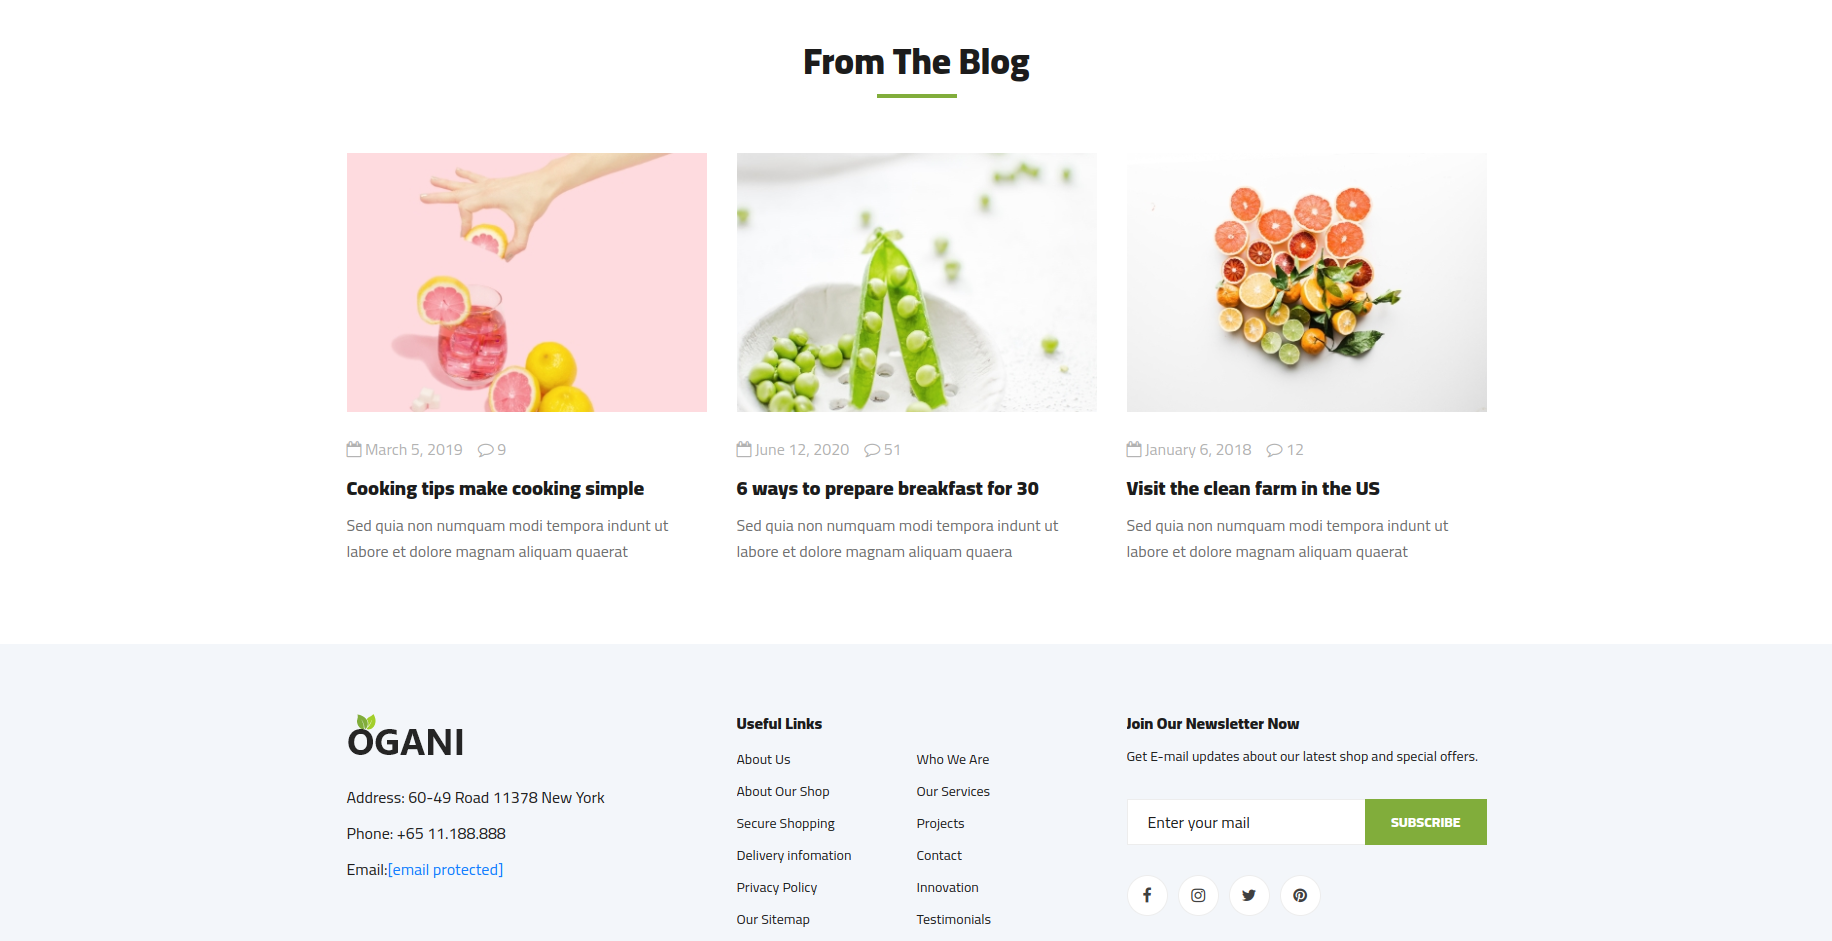 From The Blog
March 5, 2019 9
Cooking tips make cooking simple
Sed quia non numquam modi tempora indunt ut
labore et dolore magnam aliquam quaerat
June 12, 2020 51
6 ways to prepare breakfast for 30
Sed quia non numquam modi tempora indunt ut
labore et dolore magnam aliquam quaera
January 6, 2018 12
Visit the clean farm in the US
Sed quia non numquam modi tempora indunt ut
labore et dolore magnam aliquam quaerat
OGANI
Address: 60-49 Road 11378 New York
Phone: +65 11.188.888
Email:[email protected]
Useful Links
About Us
About Our Shop
Secure Shopping
Delivery infomation
Privacy Policy
Our Sitemap
Who We Are
Our Services
Projects
Contact
Innovation
Testimonials
Join Our Newsletter Now
Get E-mail updates about our latest shop and special offers.
Enter your mail
SUBSCRIBE